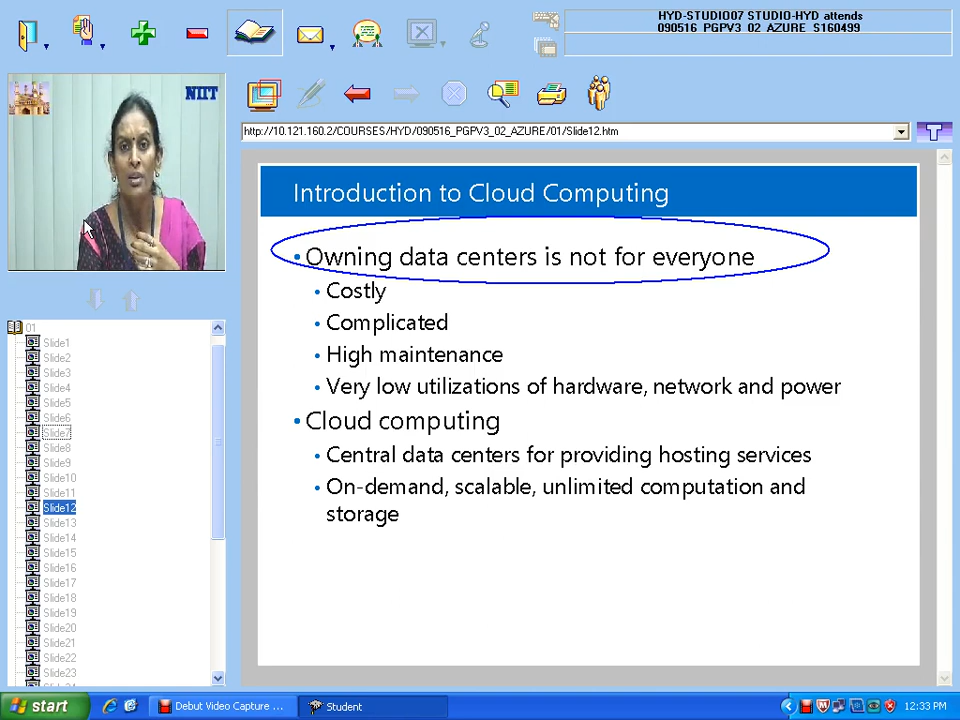 HYD-STUDIO07 STUDIO-HYD attends
090516_PGPV3_02_AZURE_S160499
NIIT
http://10.121.160.2/COURSES/HYD/090516_PGPV3_02_AZURE/01/Slide12.htm
T
Introduction to Cloud Computing
•Owning data centers is not for everyone
• Costly
• Complicated
• High maintenance
• Very low utilizations of hardware, network and power
•Cloud computing
• Central data centers for providing hosting services
• On-demand, scalable, unlimited computation and
storage
01
Slide1
Slide2
Slide3
Slide4
Slide5
Slide6
Slide7
Slide8
Slide9
Slide10
Slide11
Slide12
Slide13
Slide14
Slide15
Slide16
Slide17
Slide18
Slide19
Slide20
Slide21
Slide22
Slide23
start
Debut Video Capture ...
Student
12:33 PM